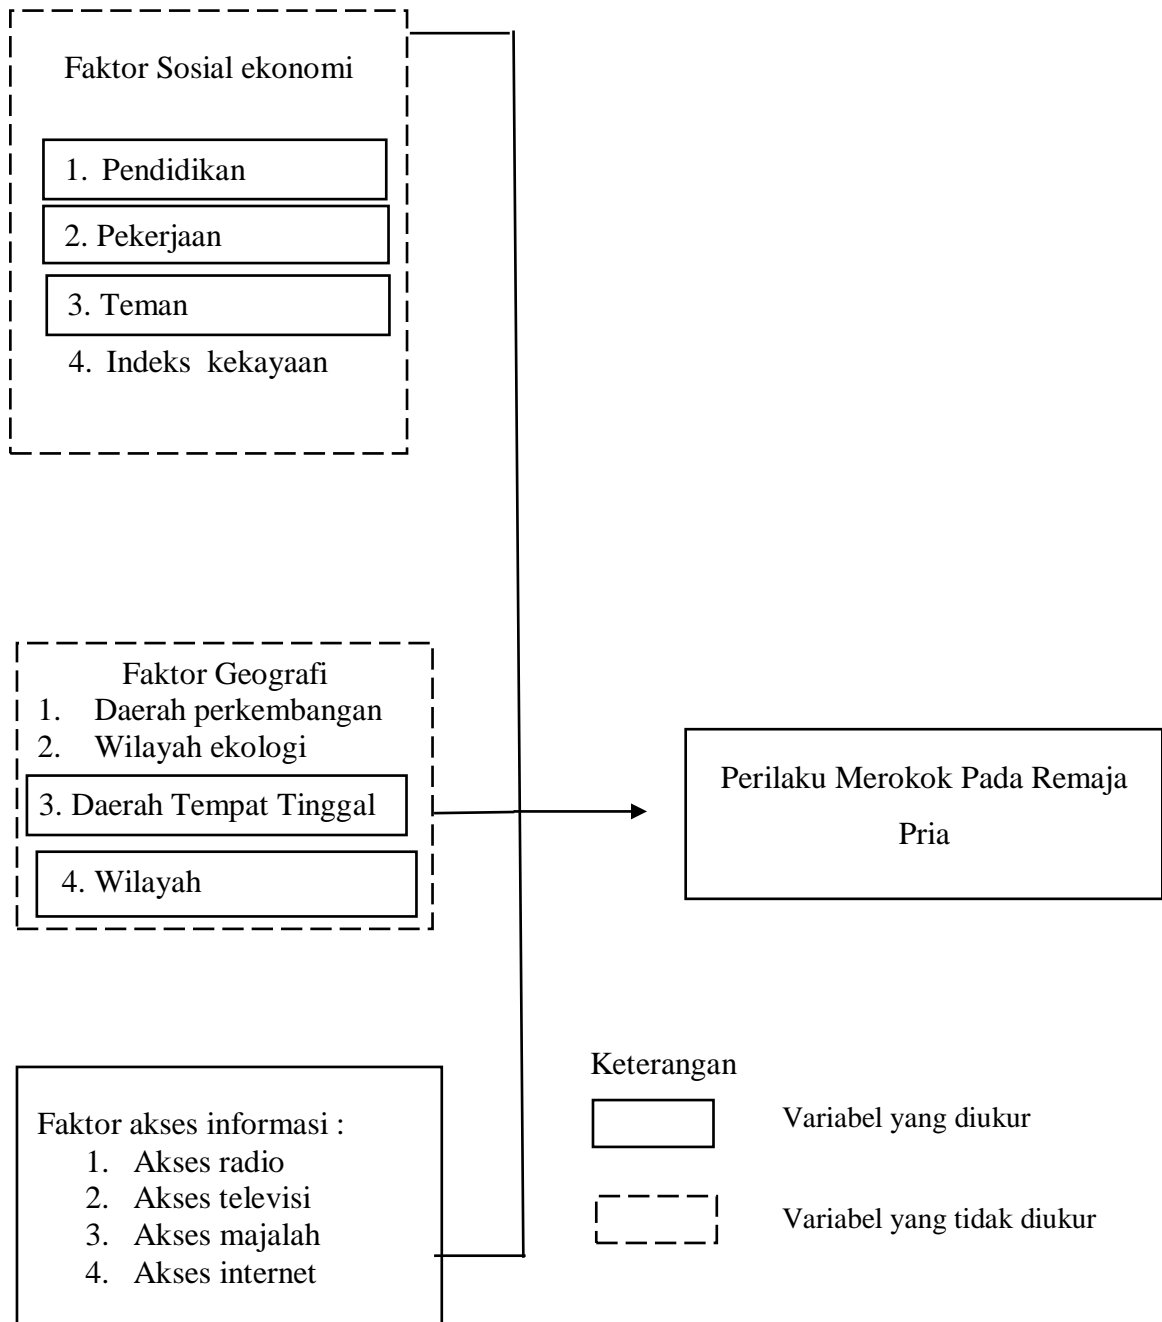 Faktor Sosial ekonomi
1. Pendidikan
2. Pekerjaan
3. Teman
4. Indeks kekayaan
Faktor Geografi
1. Daerah perkembangan
2. Wilayah ekologi
3. Daerah Tempat Tinggal
4. Wilayah
Perilaku Merokok Pada Remaja
Pria
Faktor akses informasi :
1. Akses radio
2. Akses televisi
3. Akses majalah
4. Akses internet
Keterangan
Variabel yang diukur
Variabel yang tidak diukur